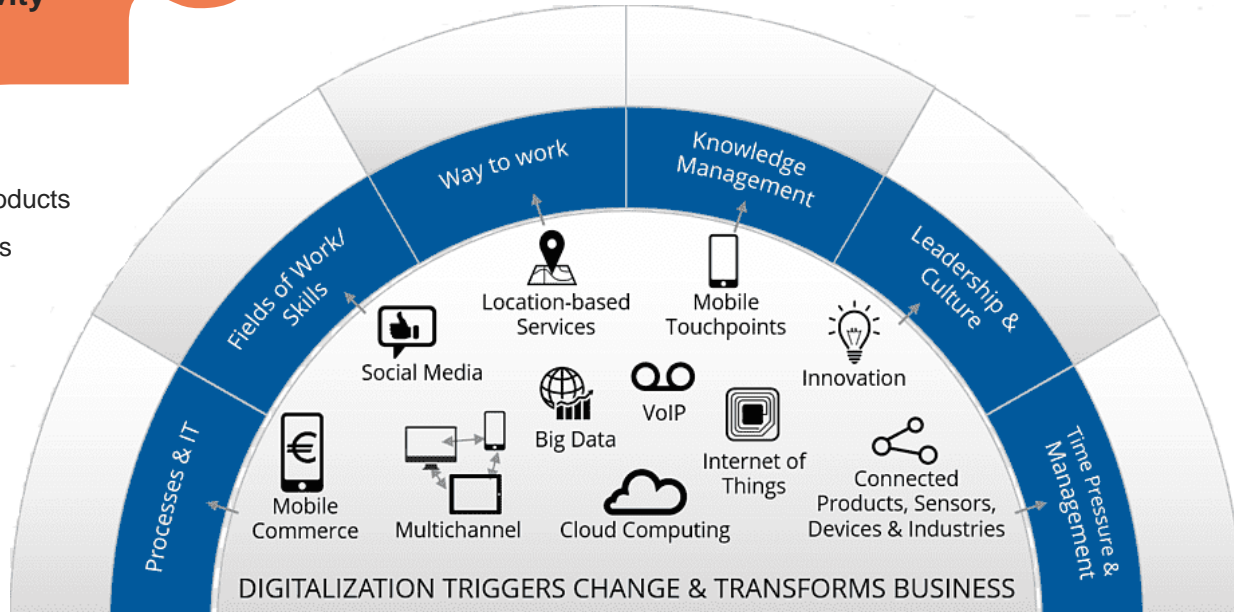 Way to work
Knowledge
Management
Fields of Work/
Skills
Leadership &
Culture
Processes & IT
Time Pressure &
Management
Location-based
Services
Mobile
Touchpoints
Social Media
Innovation
Big Data
VoIP
Internet of
Things
Mobile
Commerce
€
Multichannel
Cloud Computing
Connected
Products, Sensors,
Devices & Industries
DIGITALIZATION TRIGGERS CHANGE & TRANSFORMS BUSINESS